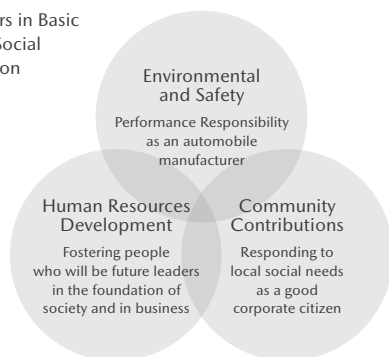 rs in Basic
Social
on
Environmental
and Safety
Performance Responsibility
as an automobile
manufacturer
Human Resources
Development
Fostering people
who will be future leaders
in the foundation of
society and in business
Community
Contributions
Responding to
local social needs
as a good
corporate citizen